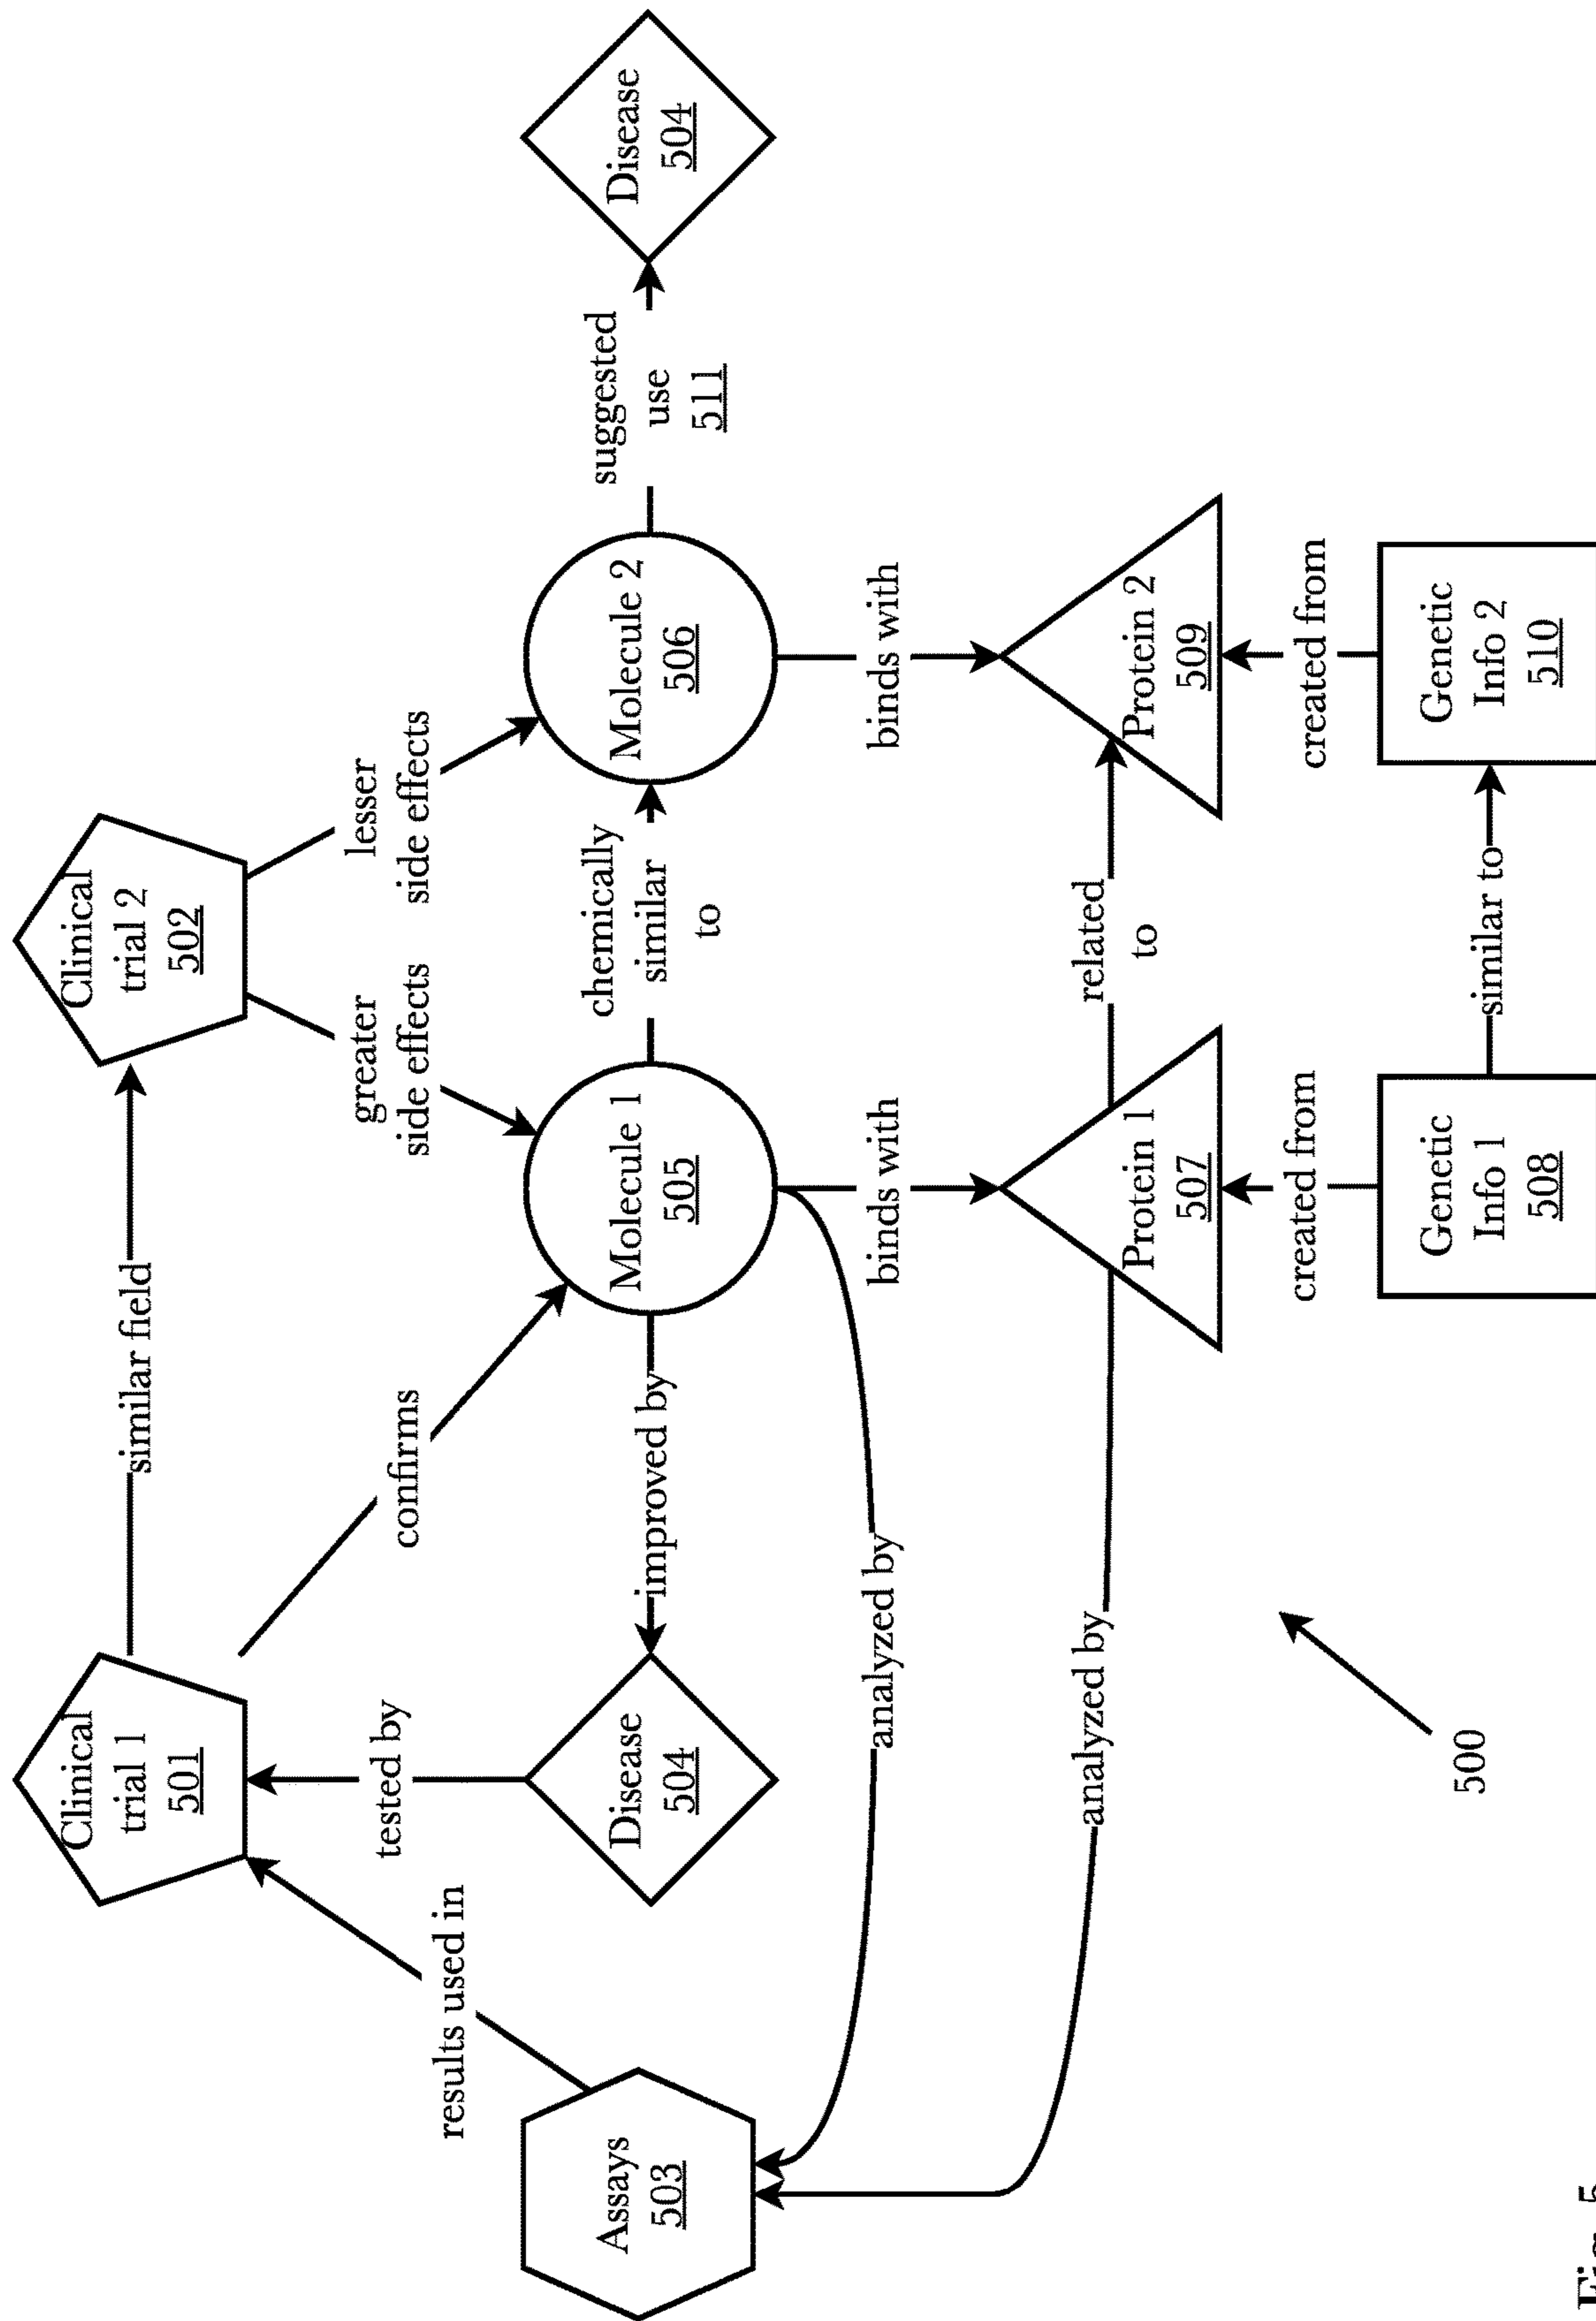 Clinical
trial 1
501
similar field
Clinical
trial 2
502
results used in
tested by
confirms
greater
side effects
lesser
side effects
Assays
503
Disease
504
improved by
Molecule 1
505
chemically
similar
to
Molecule 2
506
suggested
use
511
Disease
504
analyzed by
binds with
binds with
analyzed by
Protein 1
507
related
to
Protein 2
509
created from
created from
500
Genetic
Info 1
508
similar to
Genetic
Info 2
510
Fig. 5